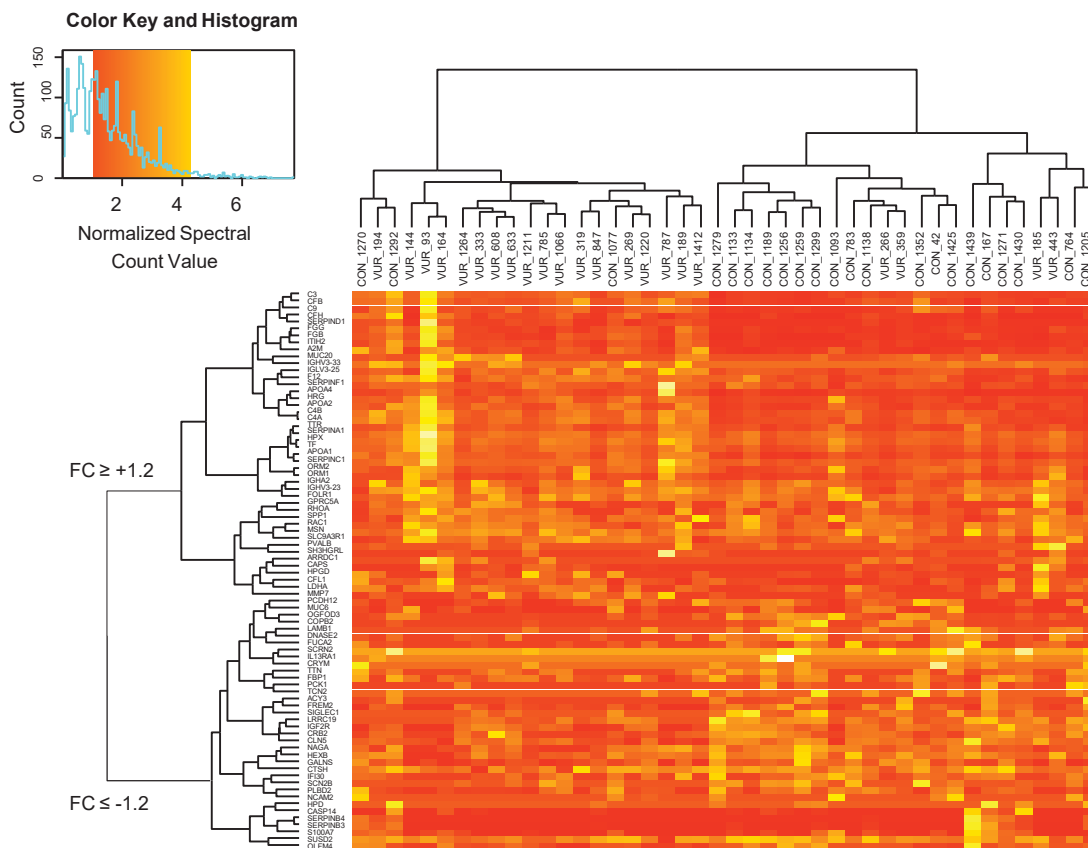 Color Key and Histogram
Count
0
50
100
150
2
4
6
Normalized Spectral
Count Value
CON_1270
VUR_194
CON_1292
VUR_144
VUR_93
VUR_164
VUR_1264
VUR_333
VUR_608
VUR_633
VUR_1211
VUR_785
VUR_1066
VUR_319
VUR_847
CON_1077
VUR_269
VUR_1220
VUR_787
VUR_189
VUR_1412
CON_1279
CON_1133
CON_1134
CON_1189
CON_1256
CON_1259
CON_1299
CON_1093
CON_783
CON_1138
VUR_266
VUR_359
CON_1352
CON_42
CON_1425
CON_1439
CON_167
CON_1271
CON_1430
VUR_185
VUR_443
CON_764
CON_1205
FC ≥ +1.2
FC ≤ -1.2
C3
CFB
C9
CFH
SERPIND1
FGG
FGB
ITIH2
A2M
MUC20
IGHV3-33
IGLV3-25
F12
SERPINF1
APOA4
HRG
APOA2
C4B
C4A
TTR
SERPINA1
HPX
TF
APOA1
SERPINC1
ORM2
ORM1
IGHA2
IGHV3-23
FOLR1
GPRC5A
RHOA
SPP1
RAC1
MSN
SLC9A3R1
PVALB
SH3HGRL
ARRDC1
CAPS
HPGD
CFL1
LDHA
MMP7
PCDH12
MUC6
OGFOD3
COPB2
LAMB1
DNASE2
FUCA2
SCRN2
IL13RA1
CRYM
TTN
FBP1
PCK1
TCN2
ACY3
FREM2
SIGLEC1
LRRC19
IGF2R
CRB2
CLN5
NAGA
HEXB
GALNS
CTSH
IFI30
SCN2B
PLBD2
NCAM2
HPD
CASP14
SERPINB4
SERPINB3
S100A7
SUSD2
OLFM4